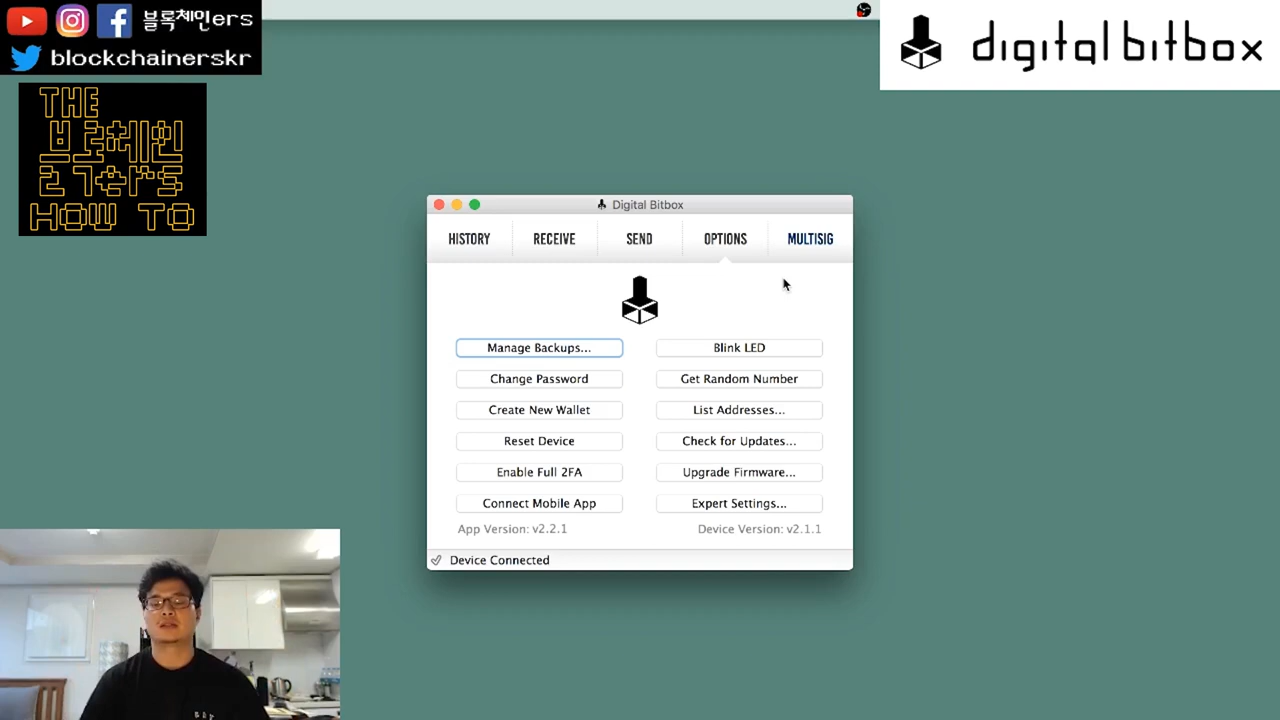 블록체인ers
blockchainerskr
THE
블록체인
ers
HOW TO
digital bitbox
Digital Bitbox
HISTORY
RECEIVE
SEND
OPTIONS
MULTISIG
Manage Backups...
Blink LED
Change Password
Get Random Number
Create New Wallet
List Addresses...
Reset Device
Check for Updates...
Enable Full 2FA
Upgrade Firmware...
Connect Mobile App
Expert Settings...
App Version: v2.2.1
Device Version: v2.1.1
Device Connected